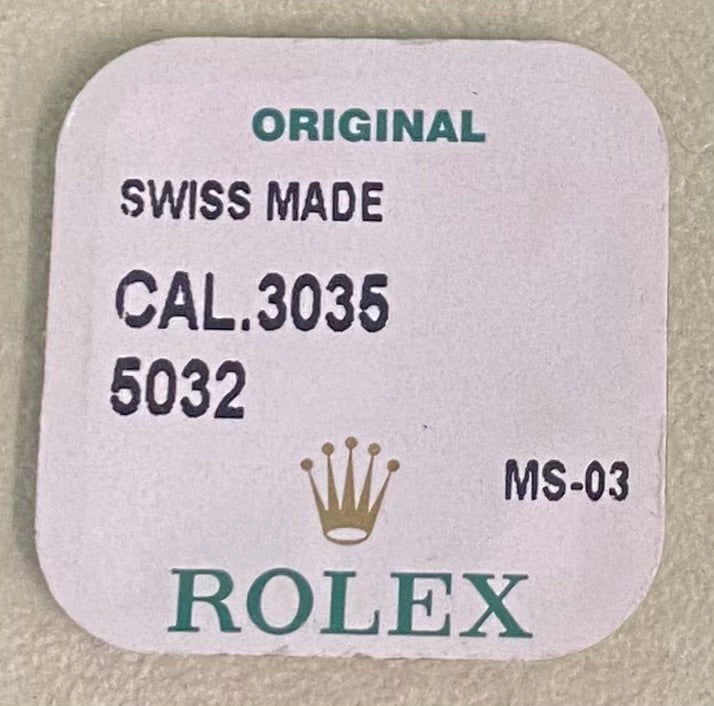 ORIGINAL
SWISS MADE
CAL.3035
5032
MS-03
ROLEX